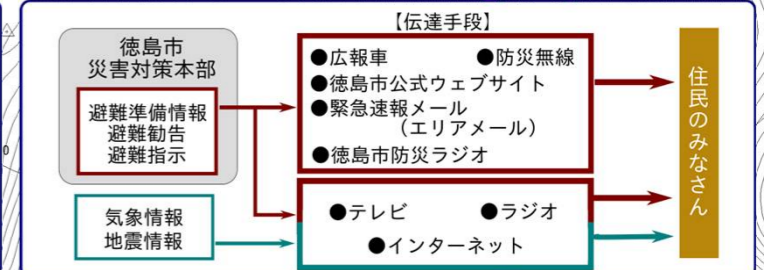 【伝達手段】
徳島市
災害対策本部
避難準備情報
避難勧告
避難指示
●広報車 ●防災無線
●徳島市公式ウェブサイト
●緊急速報メール
（エリアメール）
●徳島市防災ラジオ
住民のみなさん
気象情報
地震情報
●テレビ ●ラジオ
●インターネット
0